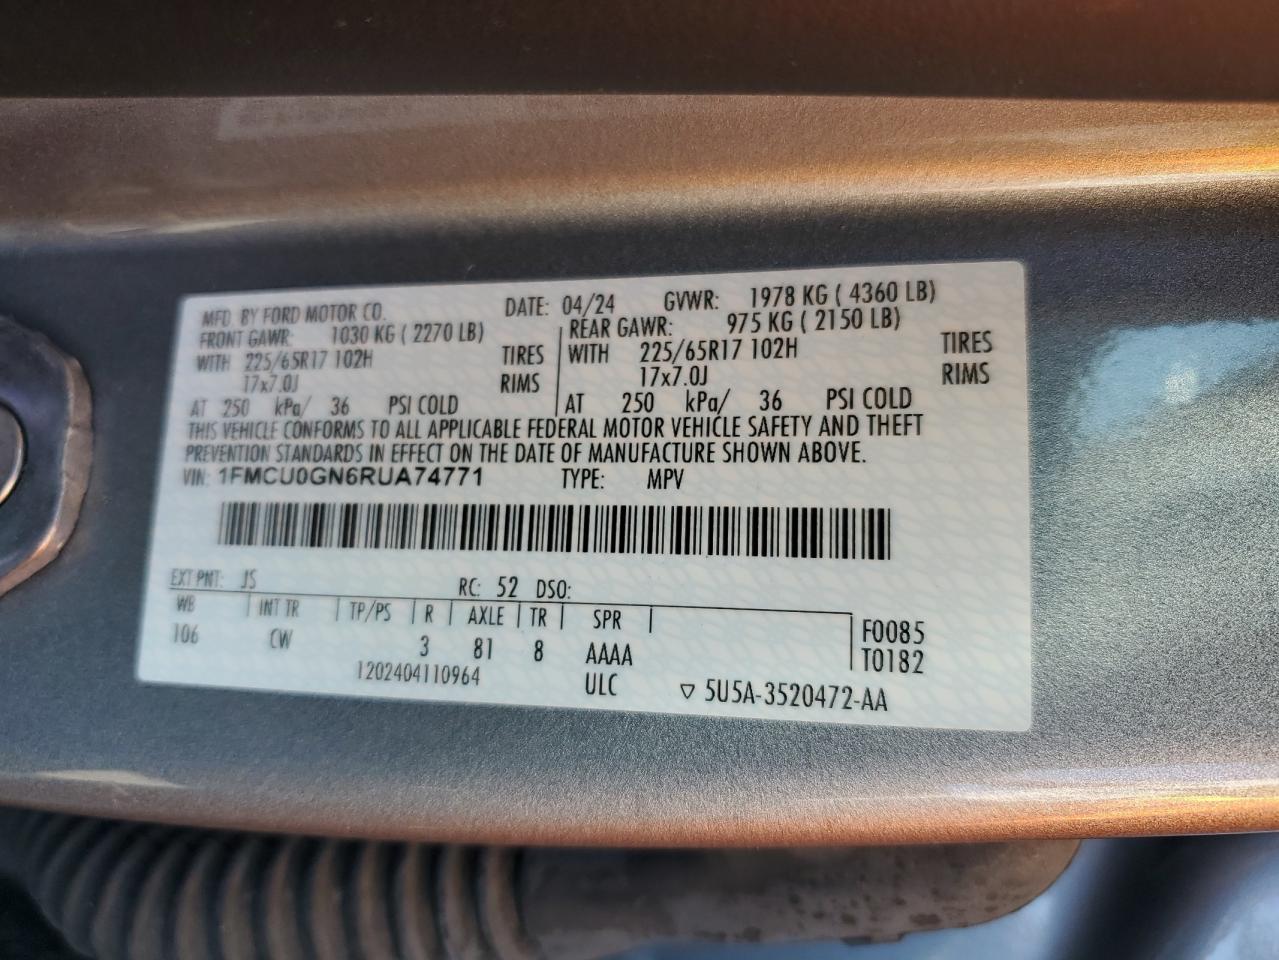 MFD. BY FORD MOTOR CO. DATE: 04/24 GVWR: 1978 KG ( 4360 LB)
FRONT GAWR: 1030 KG ( 2270 LB) REAR GAWR: 975 KG ( 2150 LB)
WITH 225/65R17 102H TIRES WITH 225/65R17 102H TIRES
17x7.0J RIMS 17x7.0J RIMS
AT 250 kPa/ 36 PSI COLD AT 250 kPa/ 36 PSI COLD
THIS VEHICLE CONFORMS TO ALL APPLICABLE FEDERAL MOTOR VEHICLE SAFETY AND THEFT
PREVENTION STANDARDS IN EFFECT ON THE DATE OF MANUFACTURE SHOWN ABOVE.
VIN: 1FMCU0GN6RUA74771 TYPE: MPV
EXT PNT: JS RC: 52 DSO:
WB INT TR TP/PS R AXLE TR SPR F0085
106 CW 3 81 8 AAAA T0182
1202404110964 ULC ▽ 5U5A-3520472-AA